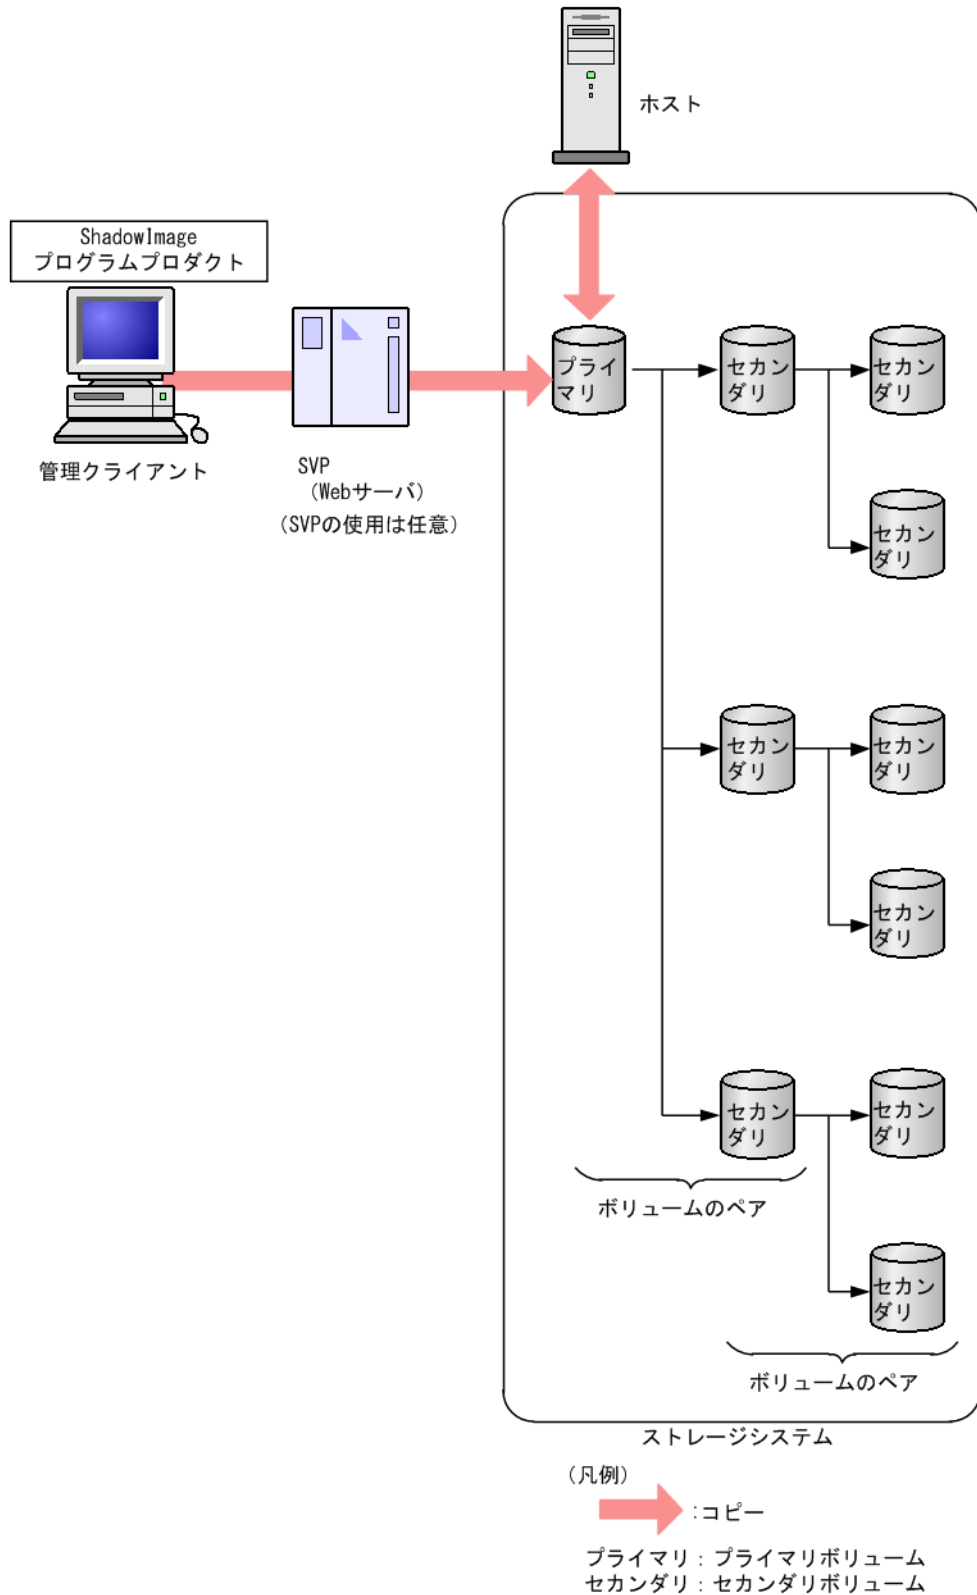 ホスト
ShadowImage
プログラムプロダクト
管理クライアント
SVP
（Webサーバ）
（SVPの使用は任意）
プライ
マリ
セカン
ダリ
セカン
ダリ
セカン
ダリ
セカン
ダリ
セカン
ダリ
セカン
ダリ
セカン
ダリ
セカン
ダリ
ボリュームのペア
セカン
ダリ
ボリュームのペア
ストレージシステム
（凡例）
：コピー
プライマリ：プライマリボリューム
セカンダリ：セカンダリボリューム